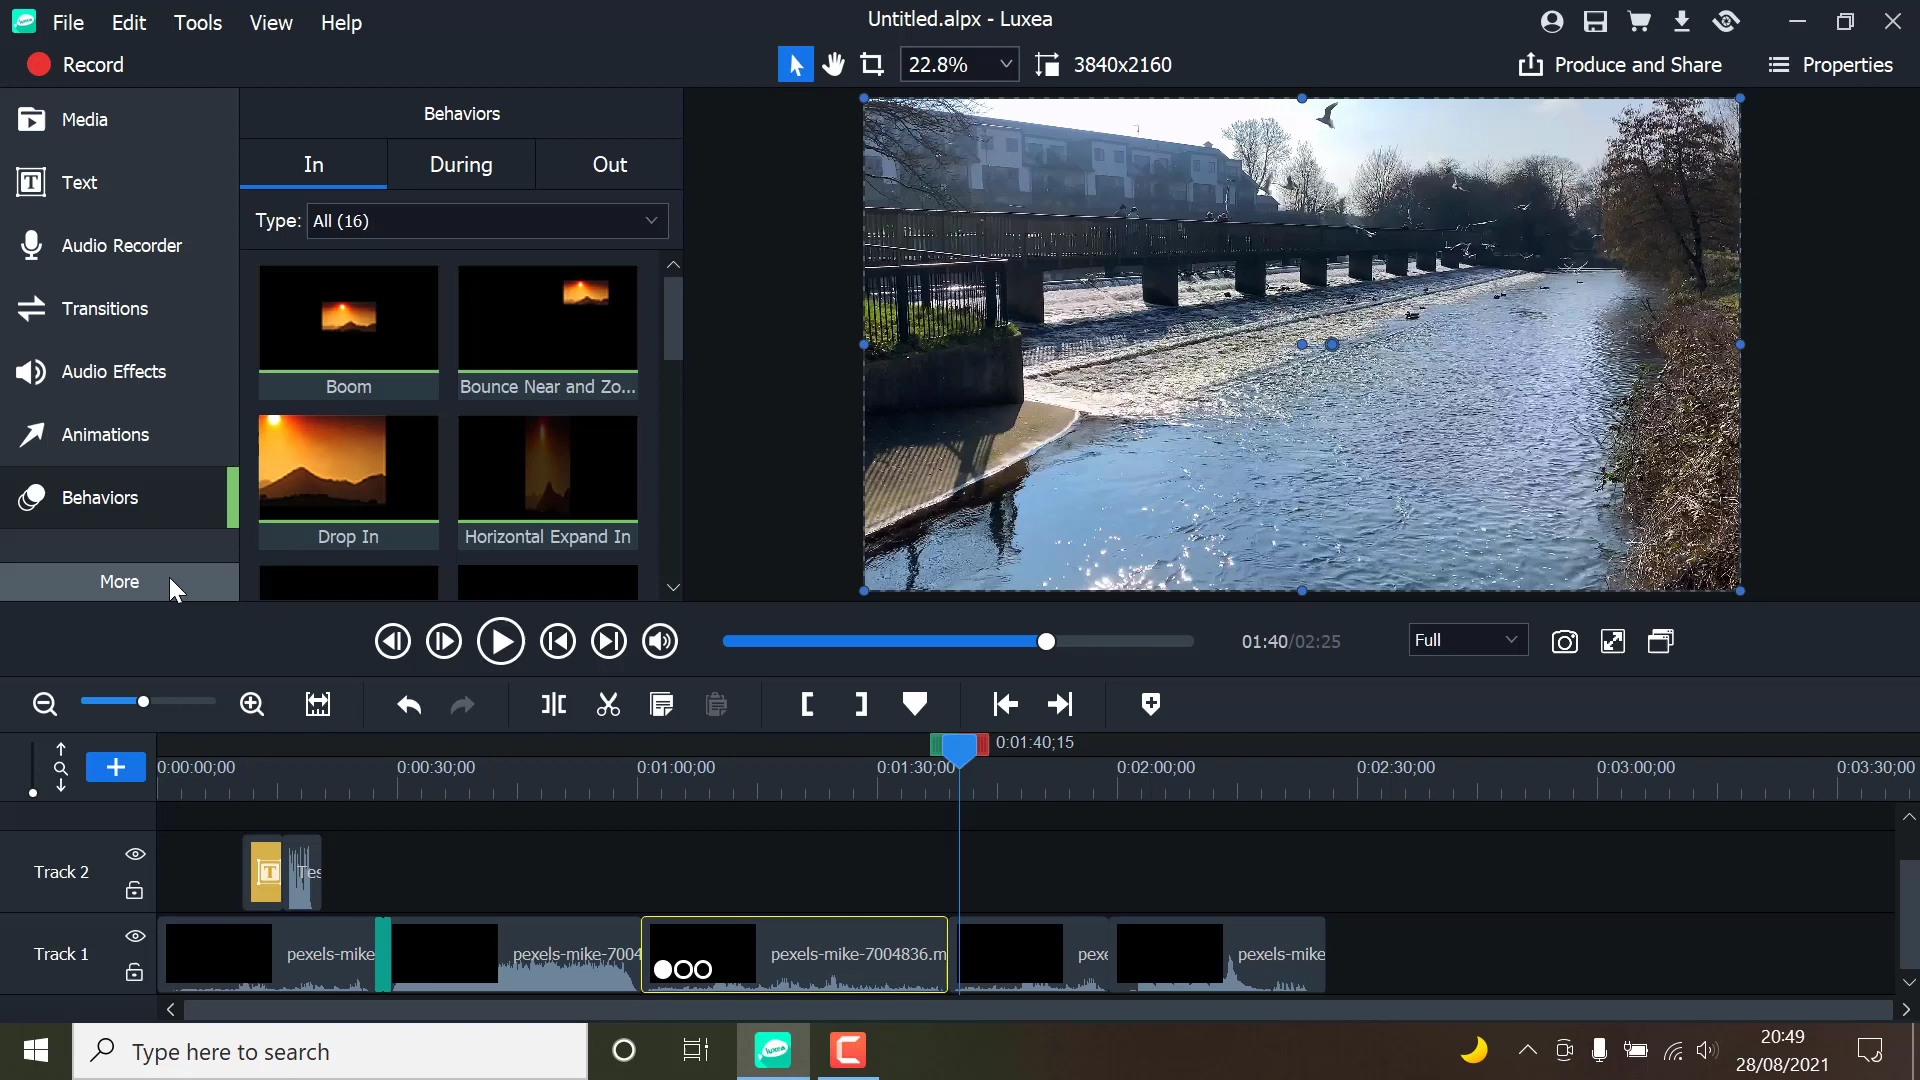 File Edit Tools View Help
Untitled.alpx - Luxea
Record
22.8%
3840x2160
Produce and Share
Properties
Media
Text
Audio Recorder
Transitions
Audio Effects
Animations
Behaviors
More
Behaviors
In During Out
Type: All (16)
Boom
Bounce Near and Zo...
Drop In
Horizontal Expand In
01:40/02:25
Full
0:01:40;15
0:00:00;00 0:00:30;00 0:01:00;00 0:01:30;00 0:02:00;00 0:02:30;00 0:03:00;00 0:03:30;00
Track 2
T
Tes
Track 1
pexels-mike
pexels-mike-7004
pexels-mike-7004836.m
pexe
pexels-mike
luxea
Type here to search
20:49
28/08/2021